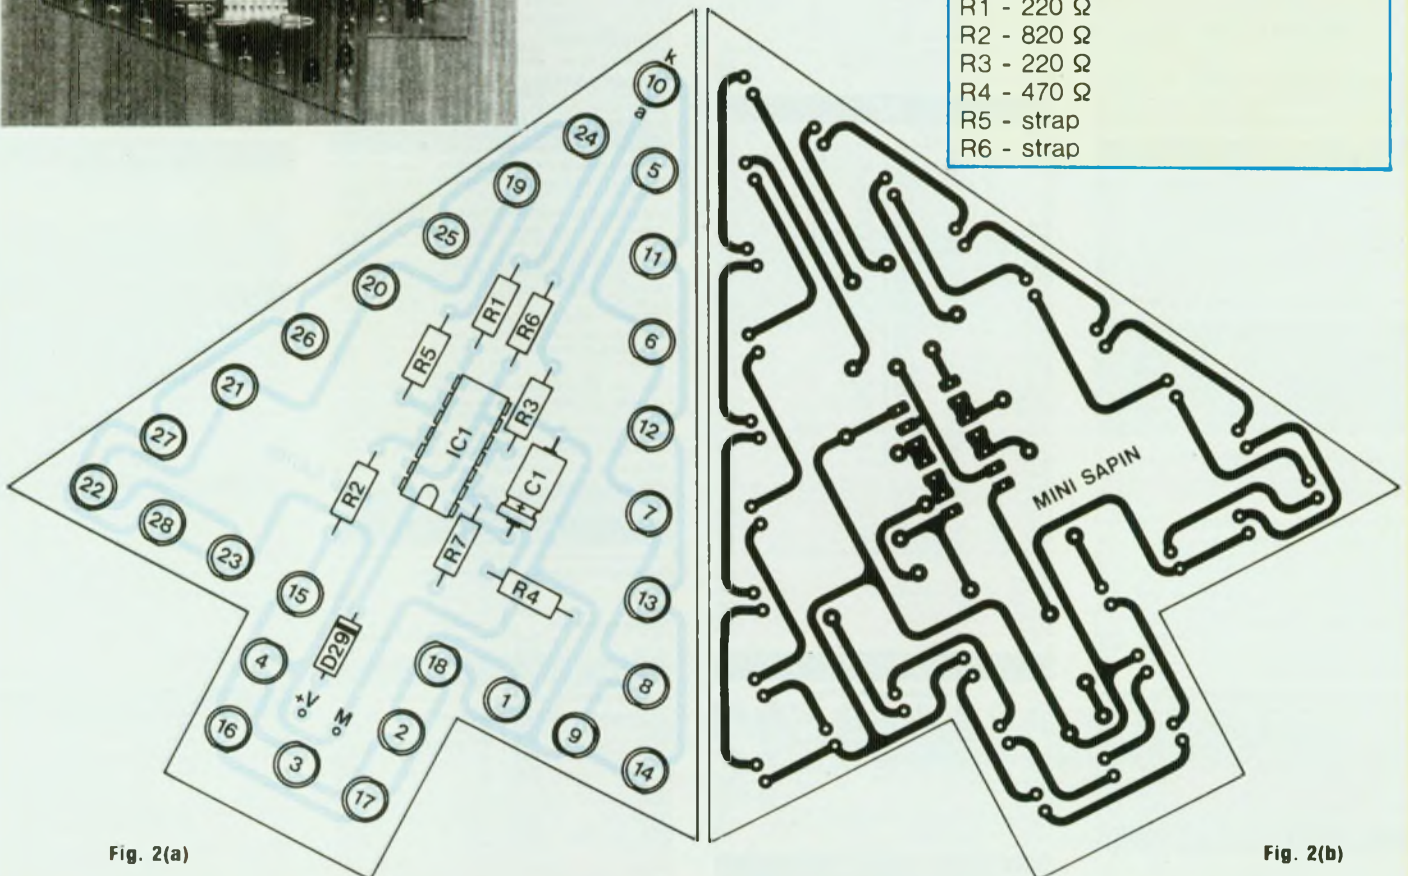 R1 - 220 Ω
R2 - 820 Ω
R3 - 220 Ω
R4 - 470 Ω
R5 - strap
R6 - strap
k
10
a
24
5
19
25
11
20
26
6
21
12
27
22
28
23
7
15
13
4
18
8
16
1
2
9
3
14
17
R1
R6
R5
R3
IC1
C1
+
R2
R7
R4
D29
+V
M
MINI SAPIN
Fig. 2(a)
Fig. 2(b)